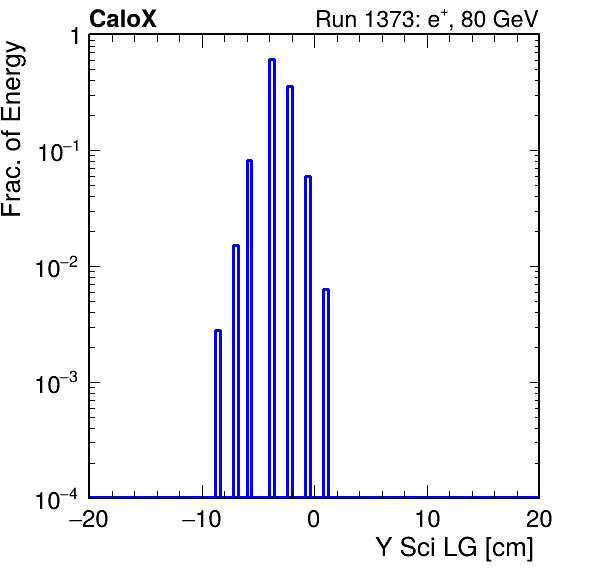 CaloX Run 1373: e⁺, 80 GeV
Frac. of Energy
1
10⁻¹
10⁻²
10⁻³
10⁻⁴
−20 −10 0 10 20
Y Sci LG [cm]